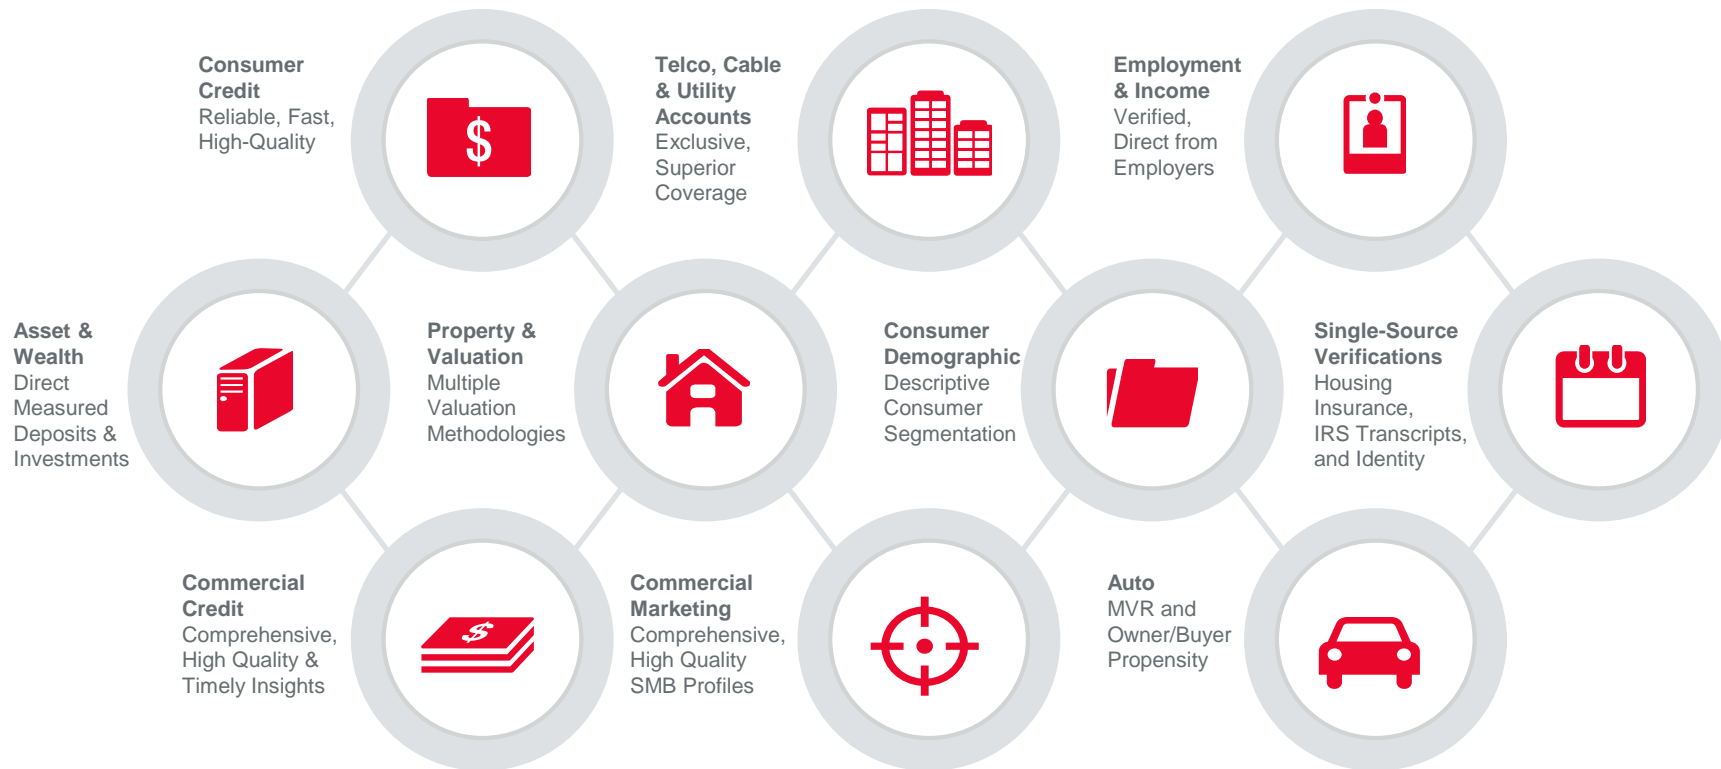 Consumer
Credit
Reliable, Fast,
High-Quality
$
Telco, Cable
& Utility
Accounts
Exclusive,
Superior
Coverage
Employment
& Income
Verified,
Direct from
Employers
Asset &
Wealth
Direct
Measured
Deposits &
Investments
Property &
Valuation
Multiple
Valuation
Methodologies
Consumer
Demographic
Descriptive
Consumer
Segmentation
Single-Source
Verifications
Housing
Insurance,
IRS Transcripts,
and Identity
Commercial
Credit
Comprehensive,
High Quality &
Timely Insights
$
Commercial
Marketing
Comprehensive,
High Quality
SMB Profiles
Auto
MVR and
Owner/Buyer
Propensity